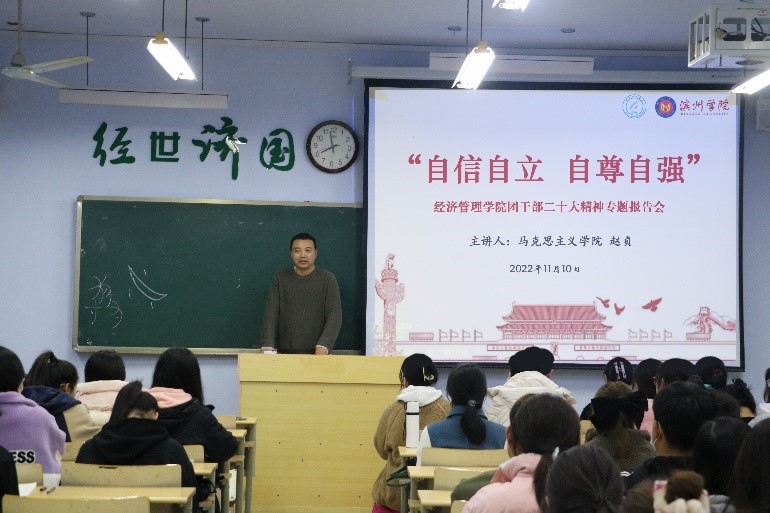 经世济国
滨州学院
BINZHOU UNIVERSITY
“自信自立 自尊自强”
经济管理学院团干部二十大精神专题报告会
主讲人：马克思主义学院 赵贞
2022年11月10日
NESS